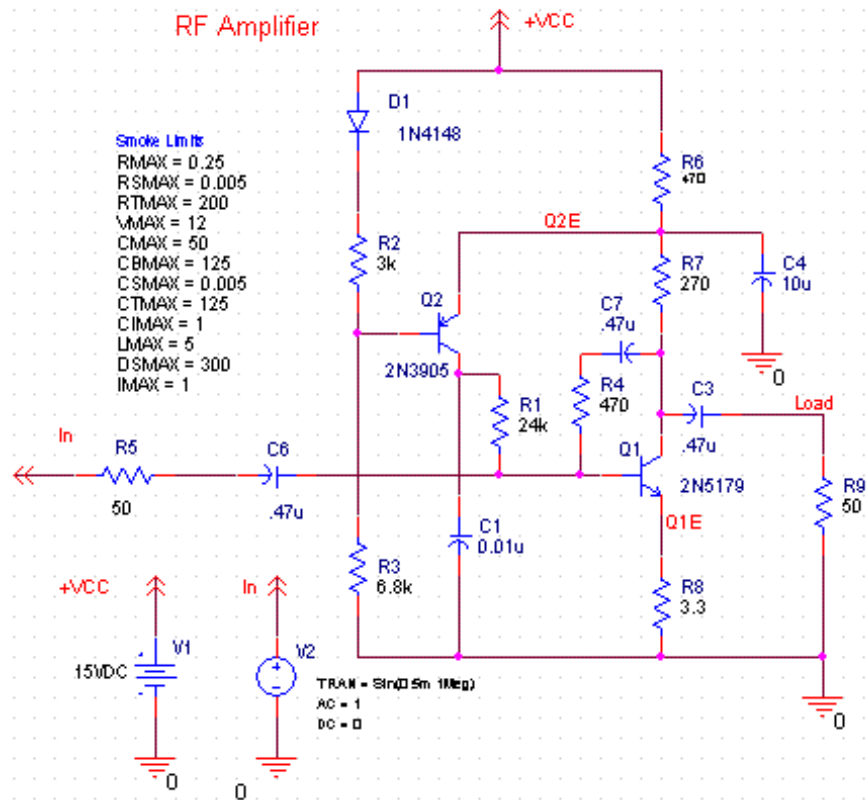 RF Amplifier
+VCC
D1
1N4148
Smoke Limits
RMAX = 0.25
RSMAX = 0.005
RTMAX = 200
VMAX = 12
CMAX = 50
CBMAX = 125
CSMAX = 0.005
CTMAX = 125
CIMAX = 1
LMAX = 5
DSMAX = 300
IMAX = 1
R6
470
Q2E
R2
3k
R7
270
C4
10u
Q2
C7
.47u
2N3905
0
R1
24k
R4
470
C3
.47u
Load
In
R5
50
C6
.47u
Q1
2N5179
R9
50
Q1E
C1
0.01u
R3
6.8k
R8
3.3
+VCC
In
V1
15VDC
V2
TRAN = Sin(0 5m 1Meg)
AC = 1
DC = 0
0
0
0